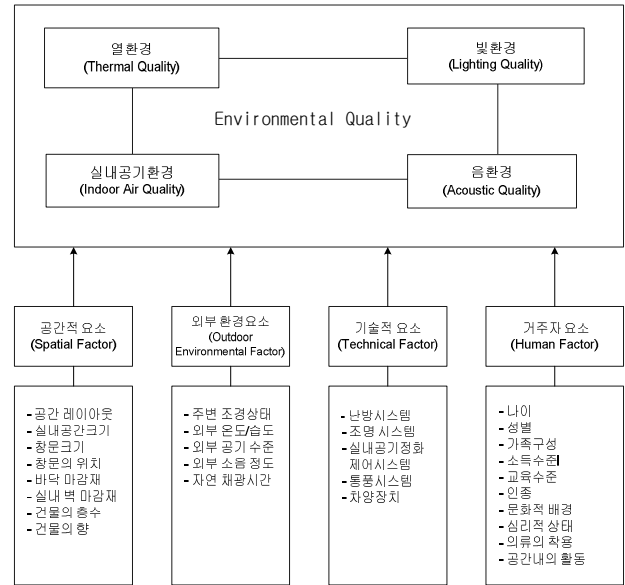 열환경
(Thermal Quality)
빛환경
(Lighting Quality)
Environmental Quality
실내공기환경
(Indoor Air Quality)
음환경
(Acoustic Quality)
공간적 요소
(Spatial Factor)
외부 환경요소
(Outdoor
Environmental Factor)
기술적 요소
(Technical Factor)
거주자 요소
(Human Factor)
- 공간 레이아웃
- 실내공간크기
- 창문크기
- 창문의 위치
- 바닥 마감재
- 실내 벽 마감재
- 건물의 층수
- 건물의 향
- 주변 조경상태
- 외부 온도/습도
- 외부 공기 수준
- 외부 소음 정도
- 자연 채광시간
- 난방시스템
- 조명 시스템
- 실내공기정화
제어시스템
- 통풍시스템
- 차양장치
- 나이
- 성별
- 가족구성
- 소득수준
- 교육수준
- 인종
- 문화적 배경
- 심리적 상태
- 의류의 착용
- 공간내의 활동